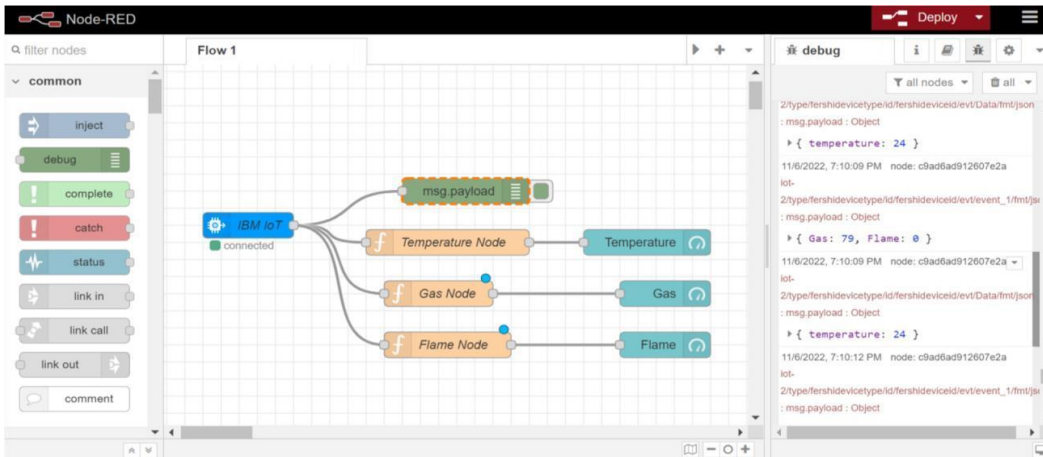 Node-RED
Deploy
filter nodes
common
inject
debug
complete
catch
status
link in
link call
link out
comment
Flow 1
IBM IoT
connected
msg.payload
Temperature Node
Temperature
Gas Node
Gas
Flame Node
Flame
debug
i
all nodes
all
2/type/fershidevicetype/id/fershideviceid/evt/Data/fmt/json
: msg.payload : Object
{ temperature: 24 }
11/6/2022, 7:10:09 PM node: c9ad6ad912607e2a
iot-
2/type/fershidevicetype/id/fershideviceid/evt/event_1/fmt/jso
: msg.payload : Object
{ Gas: 79, Flame: 0 }
11/6/2022, 7:10:09 PM node: c9ad6ad912607e2a
iot-
2/type/fershidevicetype/id/fershideviceid/evt/Data/fmt/json
: msg.payload : Object
{ temperature: 24 }
11/6/2022, 7:10:12 PM node: c9ad6ad912607e2a
iot-
2/type/fershidevicetype/id/fershideviceid/evt/event_1/fmt/jso
: msg.payload : Object